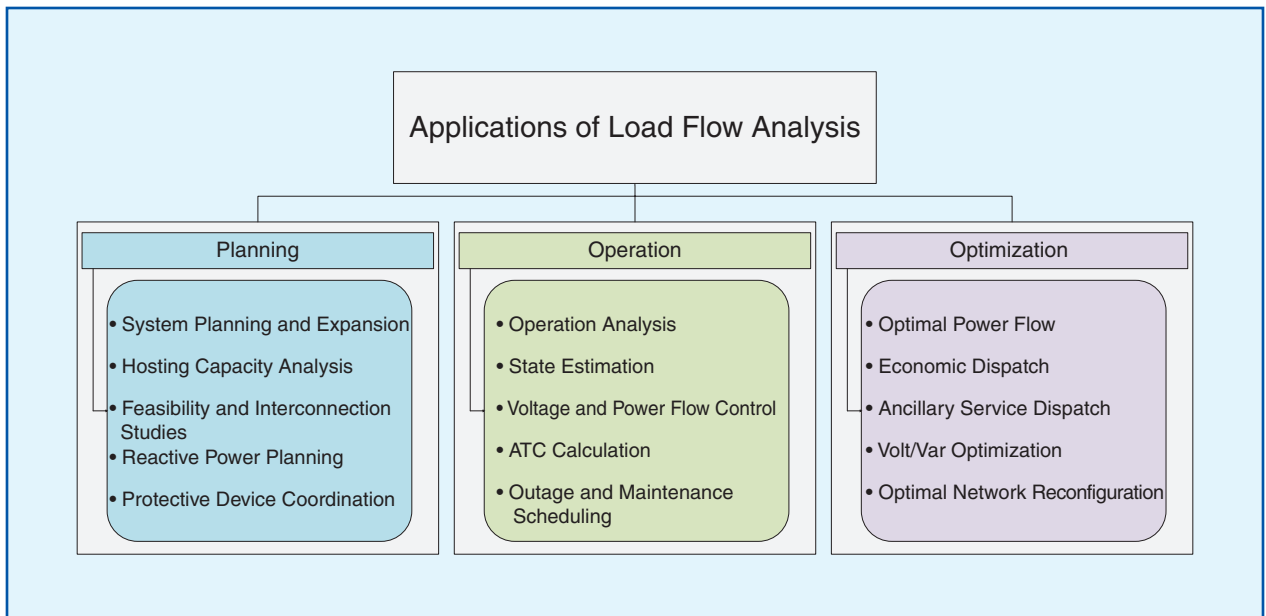 Applications of Load Flow Analysis
Planning
• System Planning and Expansion
• Hosting Capacity Analysis
• Feasibility and Interconnection
Studies
• Reactive Power Planning
• Protective Device Coordination
Operation
• Operation Analysis
• State Estimation
• Voltage and Power Flow Control
• ATC Calculation
• Outage and Maintenance
Scheduling
Optimization
• Optimal Power Flow
• Economic Dispatch
• Ancillary Service Dispatch
• Volt/Var Optimization
• Optimal Network Reconfiguration